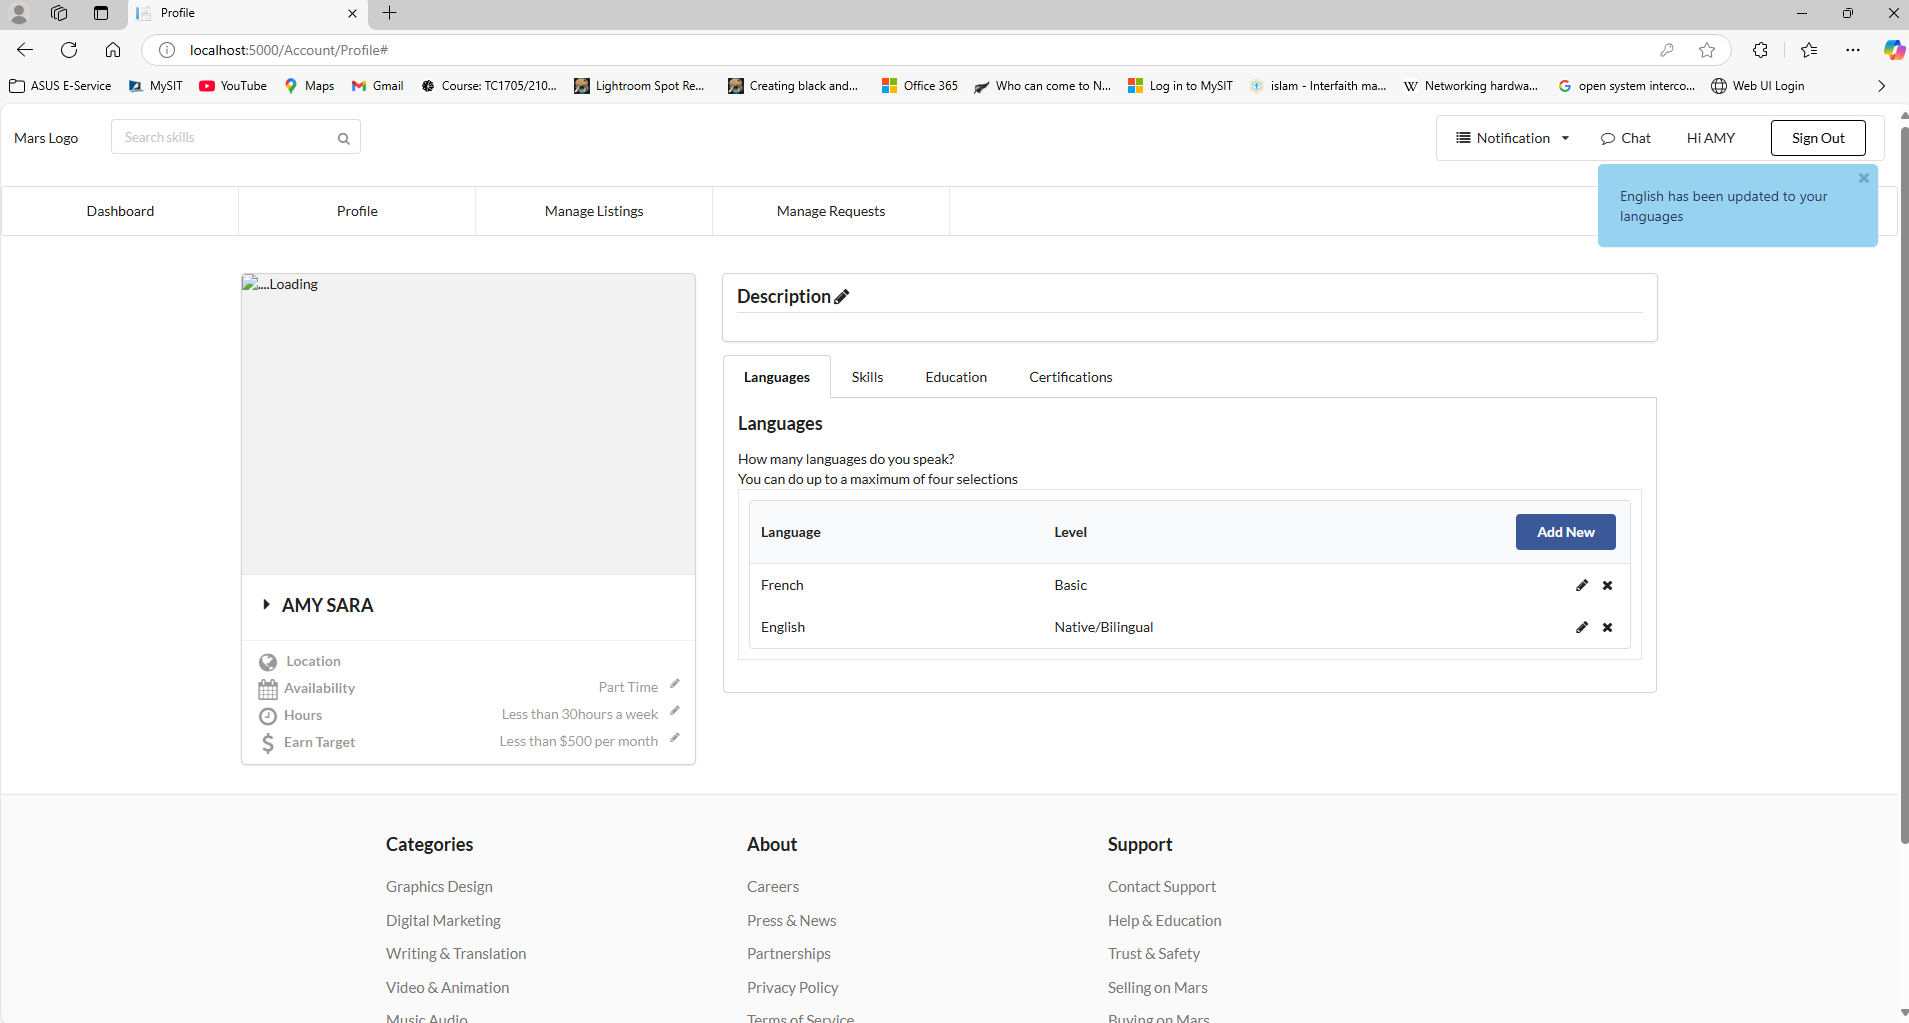 Profile
localhost:5000/Account/Profile#
ASUS E-Service
MySIT
YouTube
Maps
Gmail
Course: TC1705/210...
Lightroom Spot Re...
Creating black and...
Office 365
Who can come to N...
Log in to MySIT
islam - Interfaith ma...
Networking hardwa...
open system interco...
Web UI Login
Mars Logo
Search skills
Notification
Chat
Hi AMY
Sign Out
English has been updated to your
languages
Dashboard
Profile
Manage Listings
Manage Requests
....Loading
AMY SARA
Location
Availability
Part Time
Hours
Less than 30hours a week
Earn Target
Less than $500 per month
Description
Languages
Skills
Education
Certifications
Languages
How many languages do you speak?
You can do up to a maximum of four selections
Language
Level
Add New
French
Basic
English
Native/Bilingual
Categories
Graphics Design
Digital Marketing
Writing & Translation
Video & Animation
Music Audio
About
Careers
Press & News
Partnerships
Privacy Policy
Terms of Service
Support
Contact Support
Help & Education
Trust & Safety
Selling on Mars
Buying on Mars